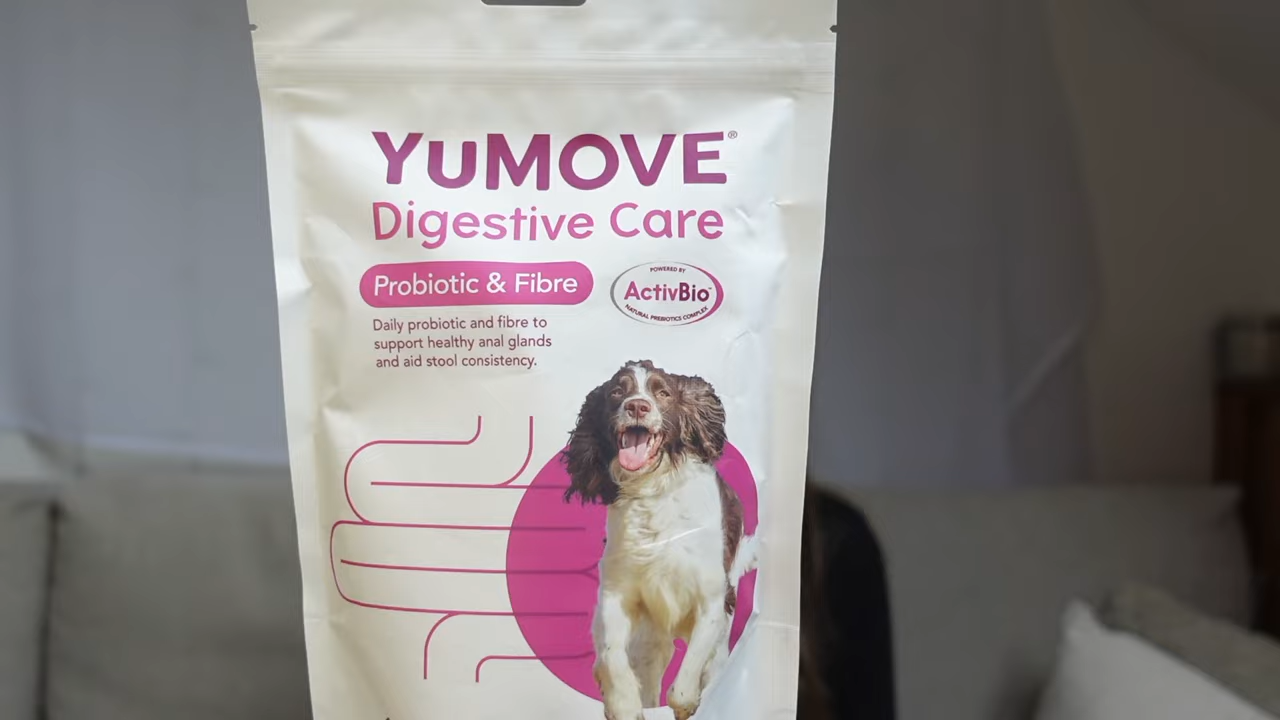 YuMOVE®
Digestive Care
Probiotic & Fibre
POWERED BY
ActivBio™
NATURAL PREBIOTICS COMPLEX
Daily probiotic and fibre to
support healthy anal glands
and aid stool consistency.